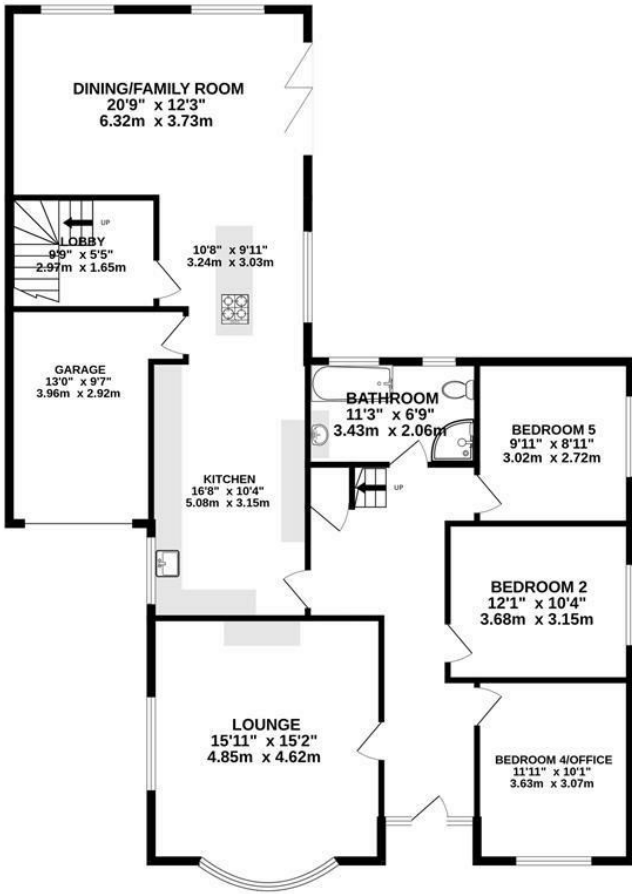 DINING/FAMILY ROOM
20'9" x 12'3"
6.32m x 3.73m
UP
LOBBY
9'9" x 5'5"
2.97m x 1.65m
10'8" x 9'11"
3.24m x 3.03m
GARAGE
13'0" x 9'7"
3.96m x 2.92m
BATHROOM
11'3" x 6'9"
3.43m x 2.06m
BEDROOM 5
9'11" x 8'11"
3.02m x 2.72m
KITCHEN
16'8" x 10'4"
5.08m x 3.15m
UP
BEDROOM 2
12'1" x 10'4"
3.68m x 3.15m
LOUNGE
15'11" x 15'2"
4.85m x 4.62m
BEDROOM 4/OFFICE
11'11" x 10'1"
3.63m x 3.07m